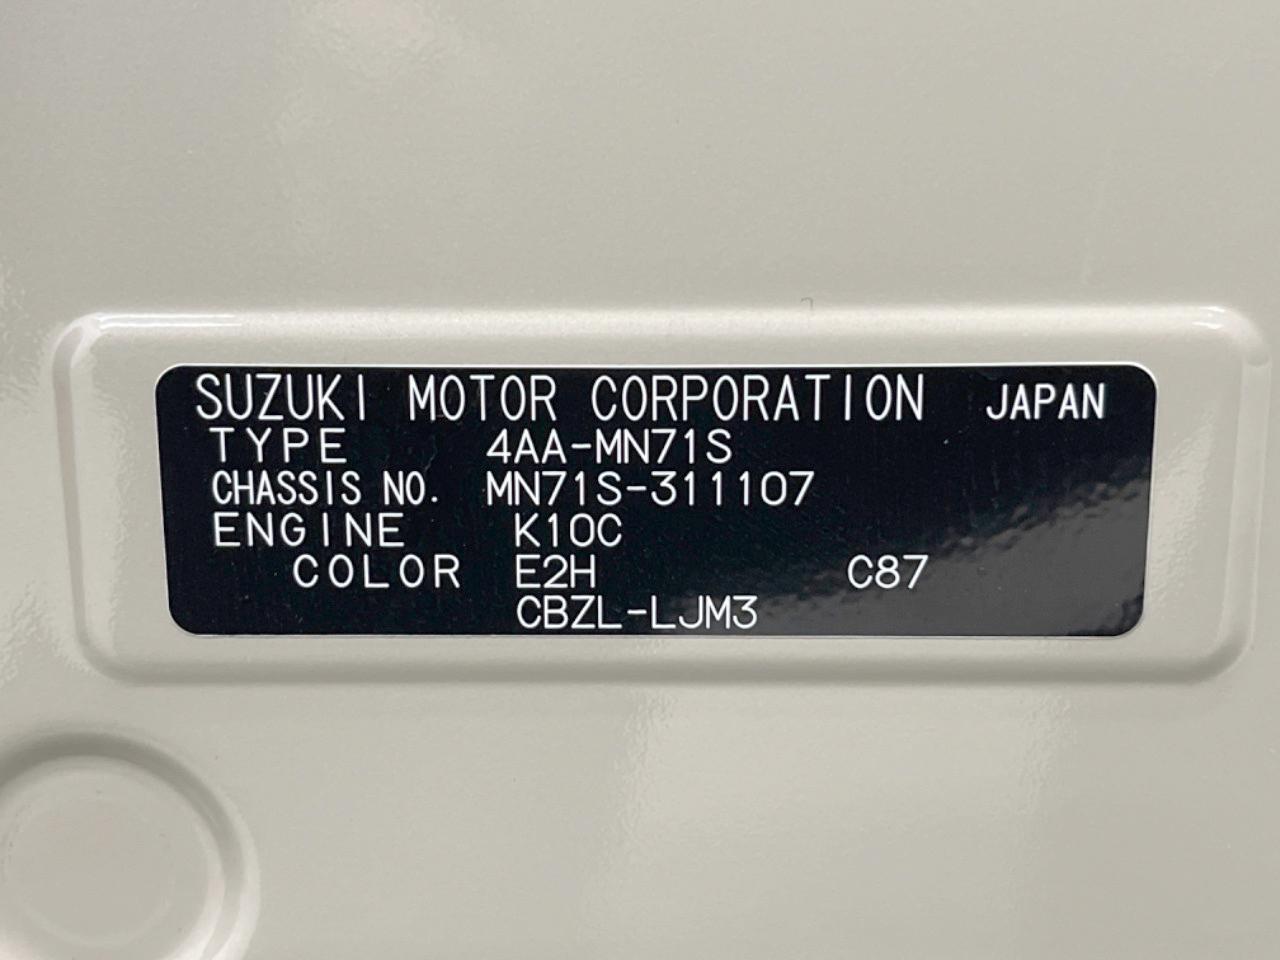 SUZUKI MOTOR CORPORATION JAPAN
TYPE 4AA-MN71S
CHASSIS NO. MN71S-311107
ENGINE K10C
COLOR E2H C87
CBZL-LJM3